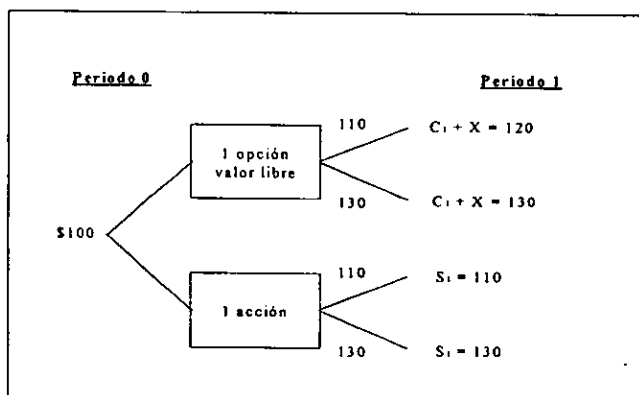 Periodo 0
Periodo 1
110
C₁ + X = 120
1 opción
valor libre
130
C₁ + X = 130
$100
110
S₁ = 110
1 acción
130
S₁ = 130